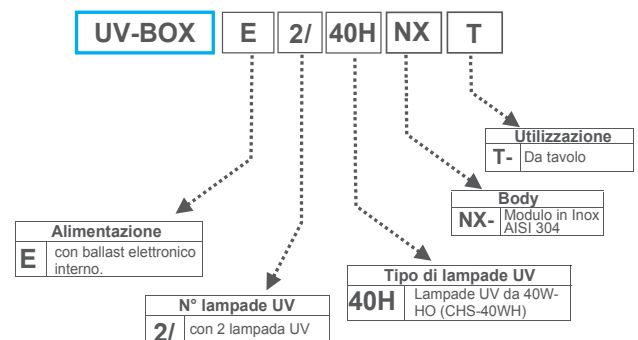 UV-BOX E 2/ 40H NX T
Utilizzazione
T- Da tavolo
Body
NX- Modulo in Inox
AISI 304
Alimentazione
E con ballast elettronico
interno.
Tipo di lampade UV
40H Lampade UV da 40W-
HO (CHS-40WH)
N° lampade UV
2/ con 2 lampada UV